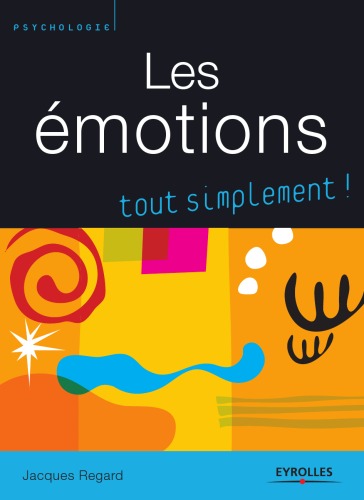 PSYCHOLOGIE
Les
émotions
tout simplement !
Jacques Regard
EYROLLES